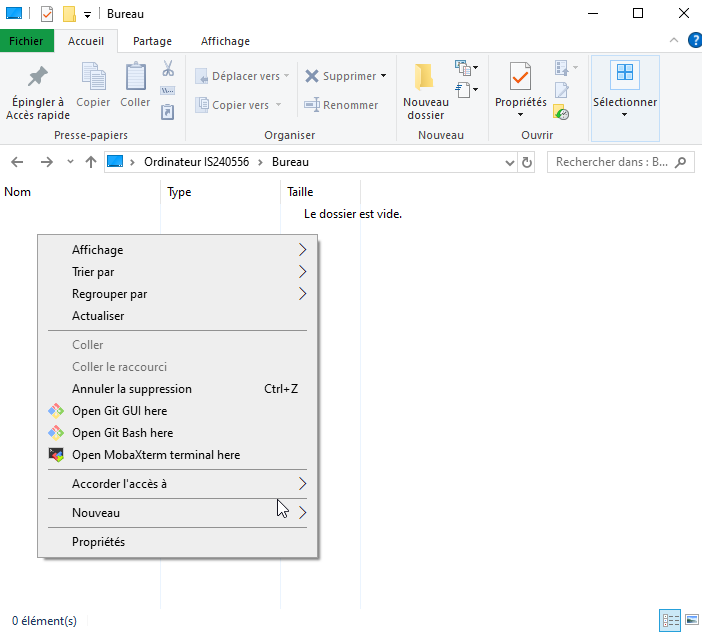 Bureau
Fichier
Accueil
Partage
Affichage
Épingler à
Accès rapide
Copier
Coller
Presse-papiers
Déplacer vers
Copier vers
Supprimer
Renommer
Organiser
Nouveau
dossier
Nouveau
Propriétés
Ouvrir
Sélectionner
Ordinateur IS240556
Bureau
Rechercher dans : B...
Nom
Type
Taille
Le dossier est vide.
Affichage
Trier par
Regrouper par
Actualiser
Coller
Coller le raccourci
Annuler la suppression Ctrl+Z
Open Git GUI here
Open Git Bash here
Open MobaXterm terminal here
Accorder l'accès à
Nouveau
Propriétés
0 élément(s)